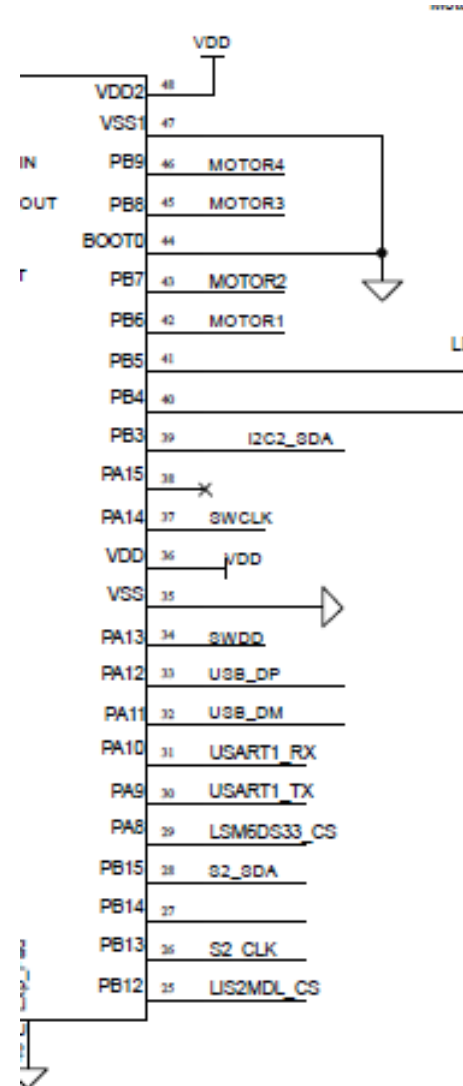 VDD
VDD2 48
VSS1 47
IN PB9 46 MOTOR4
OUT PB8 45 MOTOR3
BOOT0 44
PB7 43 MOTOR2
T PB6 42 MOTOR1
PB5 41
PB4 40
PB3 39 I2C2_SDA
PA15 38
PA14 37 SWCLK
VDD 36 VDD
VSS 35
PA13 34 SWDD
PA12 33 USB_DP
PA11 32 USB_DM
PA10 31 USART1_RX
PA9 30 USART1_TX
PA8 29 LSM6DS33_CS
PB15 28 S2_SDA
PB14 27
PB13 26 S2_CLK
PB12 25 LIS2MDL_CS